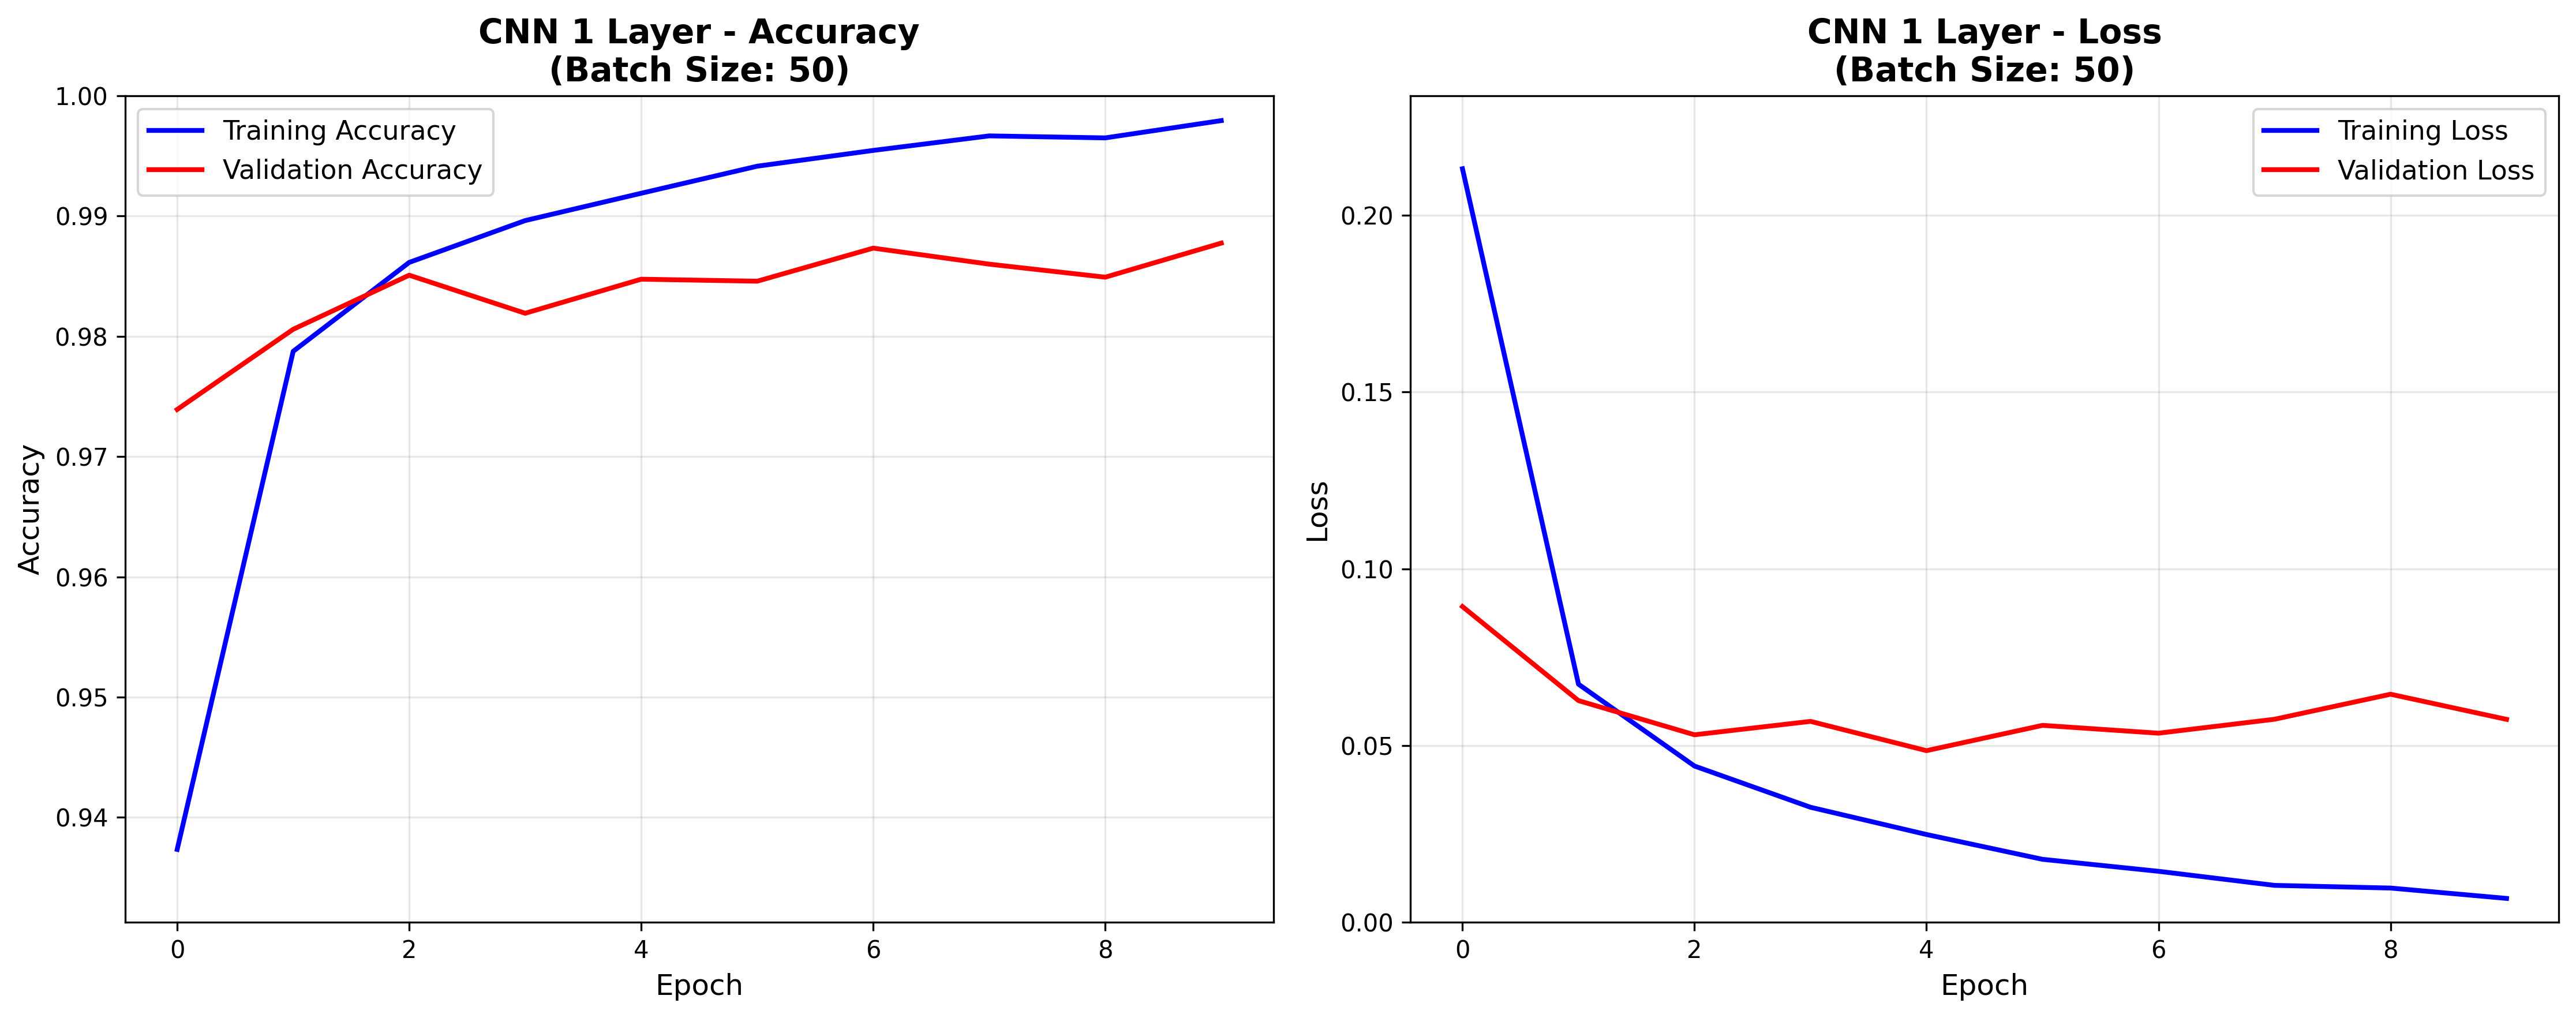 CNN 1 Layer - Accuracy
(Batch Size: 50)
Training Accuracy
Validation Accuracy
Accuracy
1.00
0.99
0.98
0.97
0.96
0.95
0.94
0
2
4
6
8
Epoch
CNN 1 Layer - Loss
(Batch Size: 50)
Training Loss
Validation Loss
Loss
0.20
0.15
0.10
0.05
0.00
0
2
4
6
8
Epoch